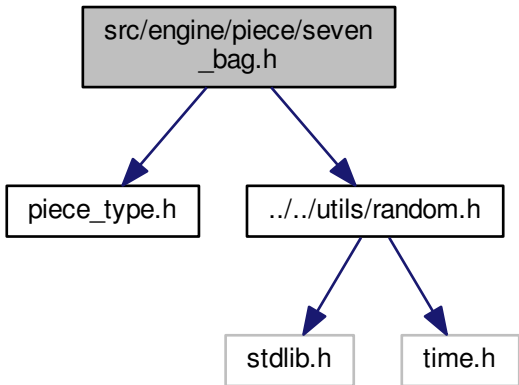 src/engine/piece/seven
_bag.h
piece_type.h
../../utils/random.h
stdlib.h
time.h